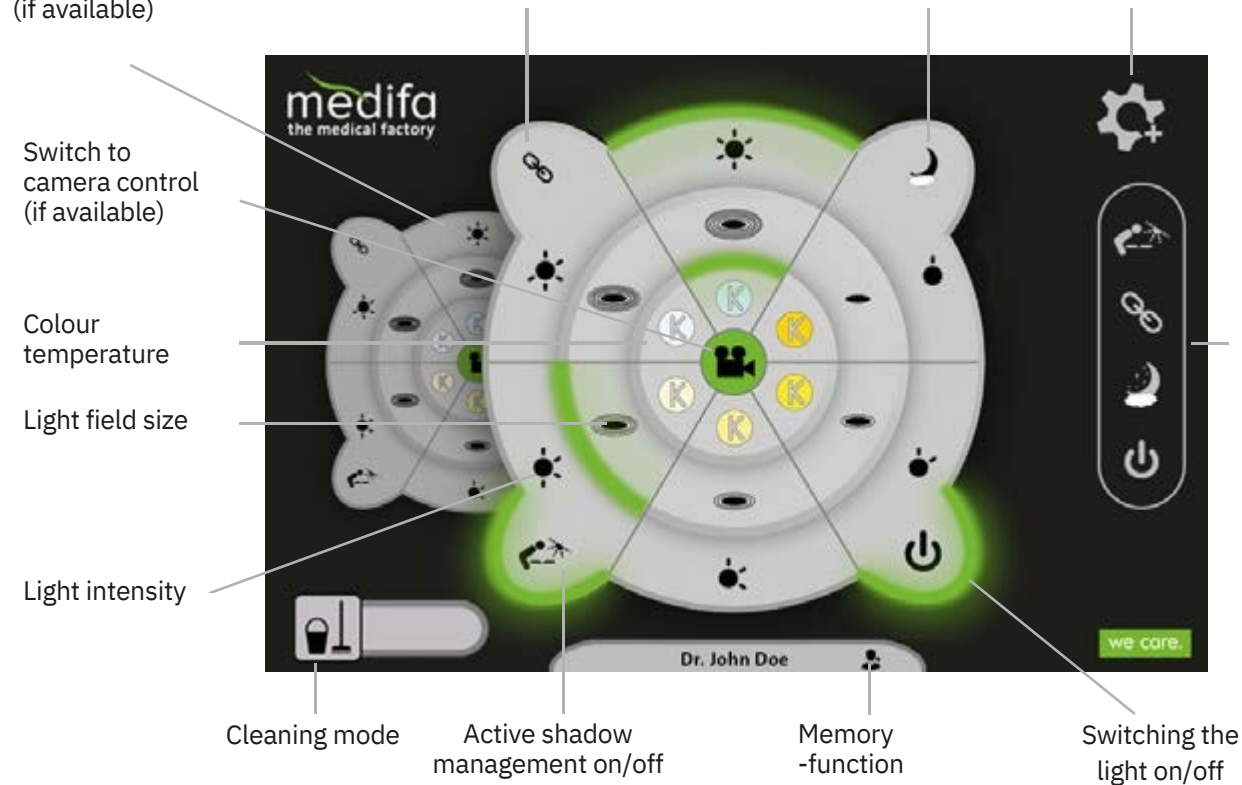 (if available)
medifa
the medical factory
Switch to
camera control
(if available)
Colour
temperature
Light field size
Light intensity
K
K
K
K
K
K
K
K
K
K
Dr. John Doe
we care.
Cleaning mode
Active shadow
management on/off
Memory
-function
Switching the
light on/off